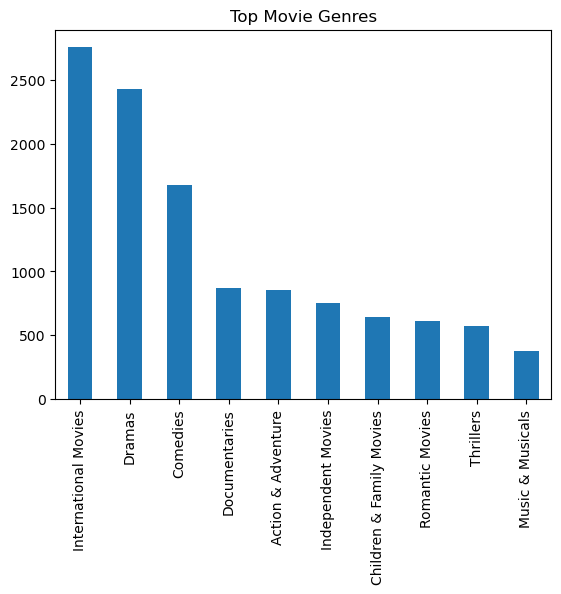 Top Movie Genres
2500
2000
1500
1000
500
0
International Movies
Dramas
Comedies
Documentaries
Action & Adventure
Independent Movies
Children & Family Movies
Romantic Movies
Thrillers
Music & Musicals